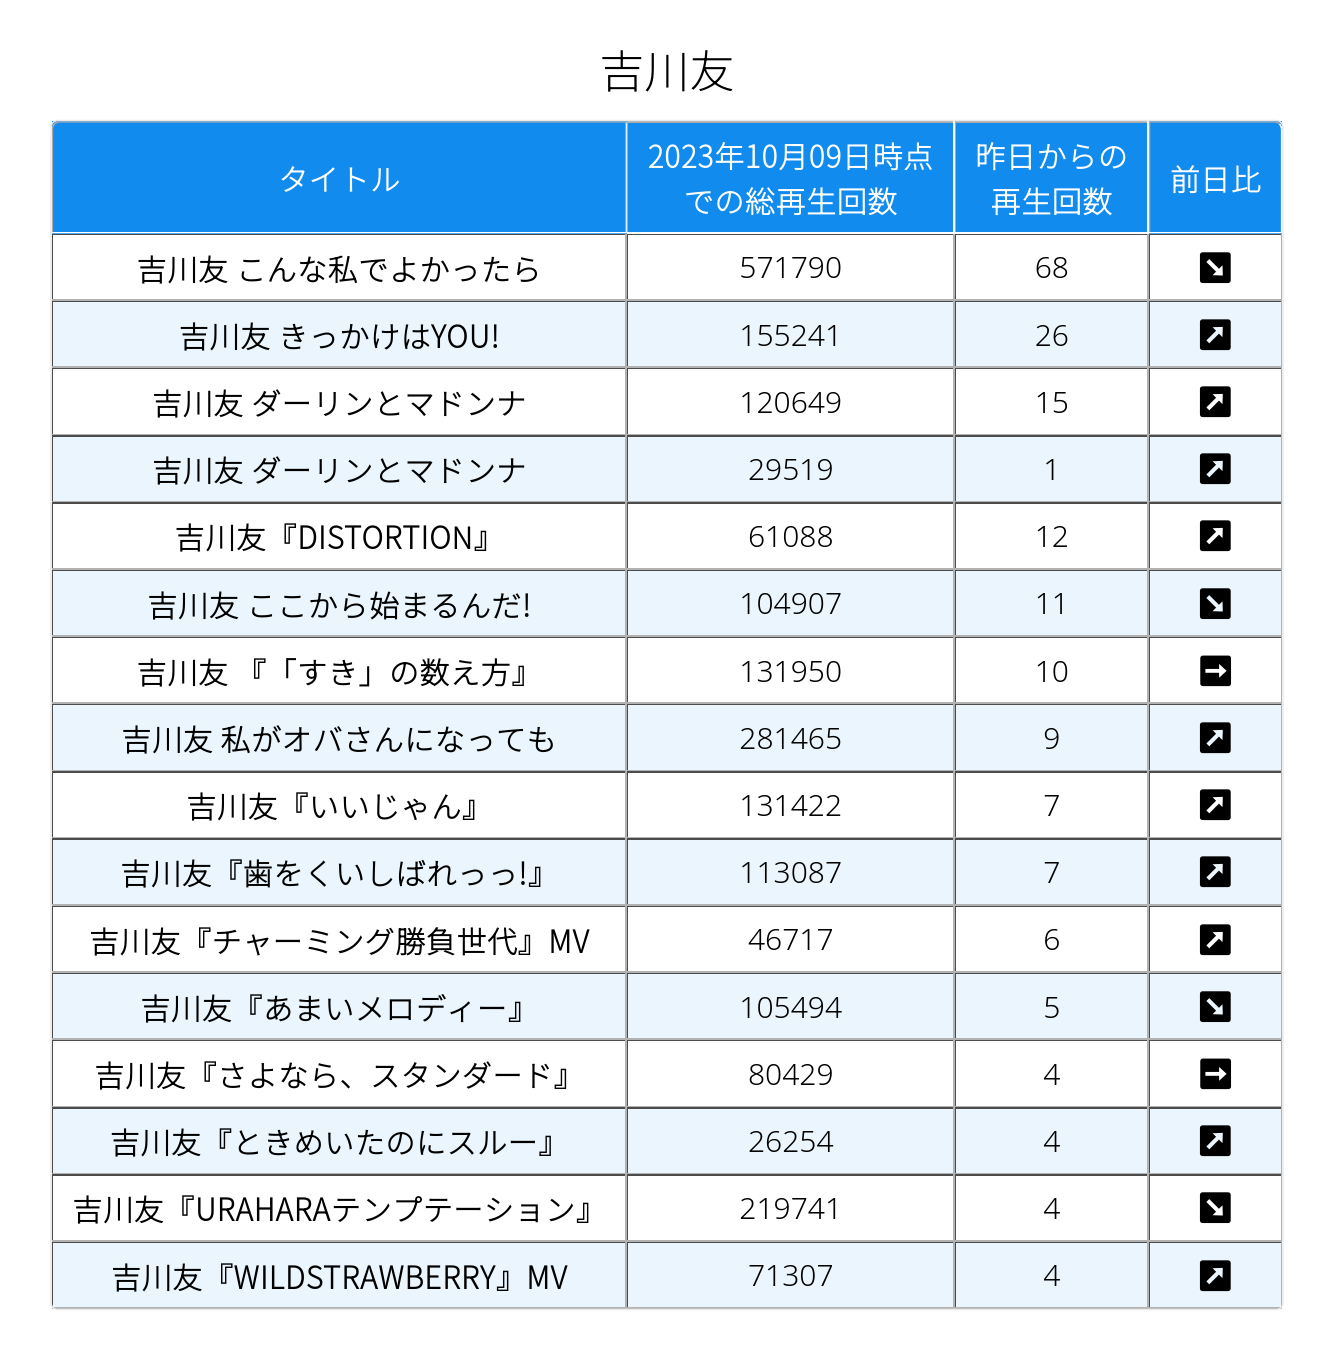 吉川友
タイトル
2023年10月09日時点
での総再生回数
昨日からの
再生回数
前日比
吉川友 こんな私でよかったら 571790 68 ↘
吉川友 きっかけはYOU! 155241 26 ↗
吉川友 ダーリンとマドンナ 120649 15 ↗
吉川友 ダーリンとマドンナ 29519 1 ↗
吉川友『DISTORTION』 61088 12 ↗
吉川友 ここから始まるんだ! 104907 11 ↘
吉川友 『「すき」の数え方』 131950 10 →
吉川友 私がオバさんになっても 281465 9 ↗
吉川友『いいじゃん』 131422 7 ↗
吉川友『歯をくいしばれっっ!』 113087 7 ↗
吉川友『チャーミング勝負世代』MV 46717 6 ↗
吉川友『あまいメロディー』 105494 5 ↘
吉川友『さよなら、スタンダード』 80429 4 →
吉川友『ときめいたのにスルー』 26254 4 ↗
吉川友『URAHARAテンプテーション』 219741 4 ↘
吉川友『WILDSTRAWBERRY』MV 71307 4 ↗